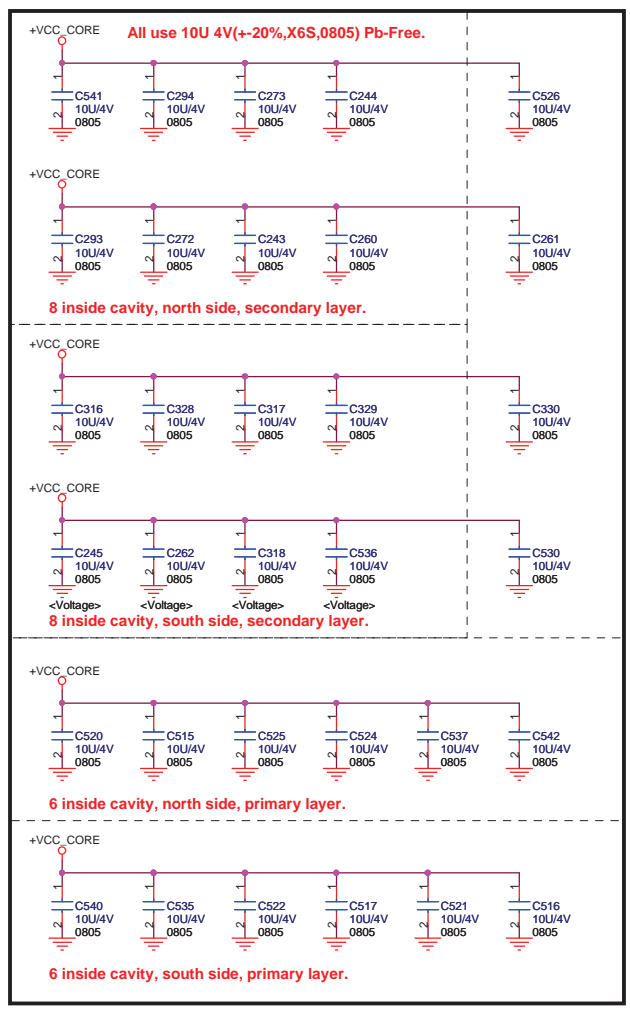 +VCC_CORE
All use 10U 4V(+-20%,X6S,0805) Pb-Free.
1 1 1 1 1
C541 C294 C273 C244 C526
10U/4V 10U/4V 10U/4V 10U/4V 10U/4V
2 2 2 2 2
0805 0805 0805 0805 0805
+VCC_CORE
1 1 1 1 1
C293 C272 C243 C260 C261
10U/4V 10U/4V 10U/4V 10U/4V 10U/4V
2 2 2 2 2
0805 0805 0805 0805 0805
8 inside cavity, north side, secondary layer.
+VCC_CORE
1 1 1 1 1
C316 C328 C317 C329 C330
10U/4V 10U/4V 10U/4V 10U/4V 10U/4V
2 2 2 2 2
0805 0805 0805 0805 0805
+VCC_CORE
1 1 1 1 1
C245 C262 C318 C536 C530
10U/4V 10U/4V 10U/4V 10U/4V 10U/4V
2 2 2 2 2
0805 0805 0805 0805 0805
<Voltage> <Voltage> <Voltage> <Voltage>
8 inside cavity, south side, secondary layer.
+VCC_CORE
1 1 1 1 1 1
C520 C515 C525 C524 C537 C542
10U/4V 10U/4V 10U/4V 10U/4V 10U/4V 10U/4V
2 2 2 2 2 2
0805 0805 0805 0805 0805 0805
6 inside cavity, north side, primary layer.
+VCC_CORE
1 1 1 1 1 1
C540 C535 C522 C517 C521 C516
10U/4V 10U/4V 10U/4V 10U/4V 10U/4V 10U/4V
2 2 2 2 2 2
0805 0805 0805 0805 0805 0805
6 inside cavity, south side, primary layer.